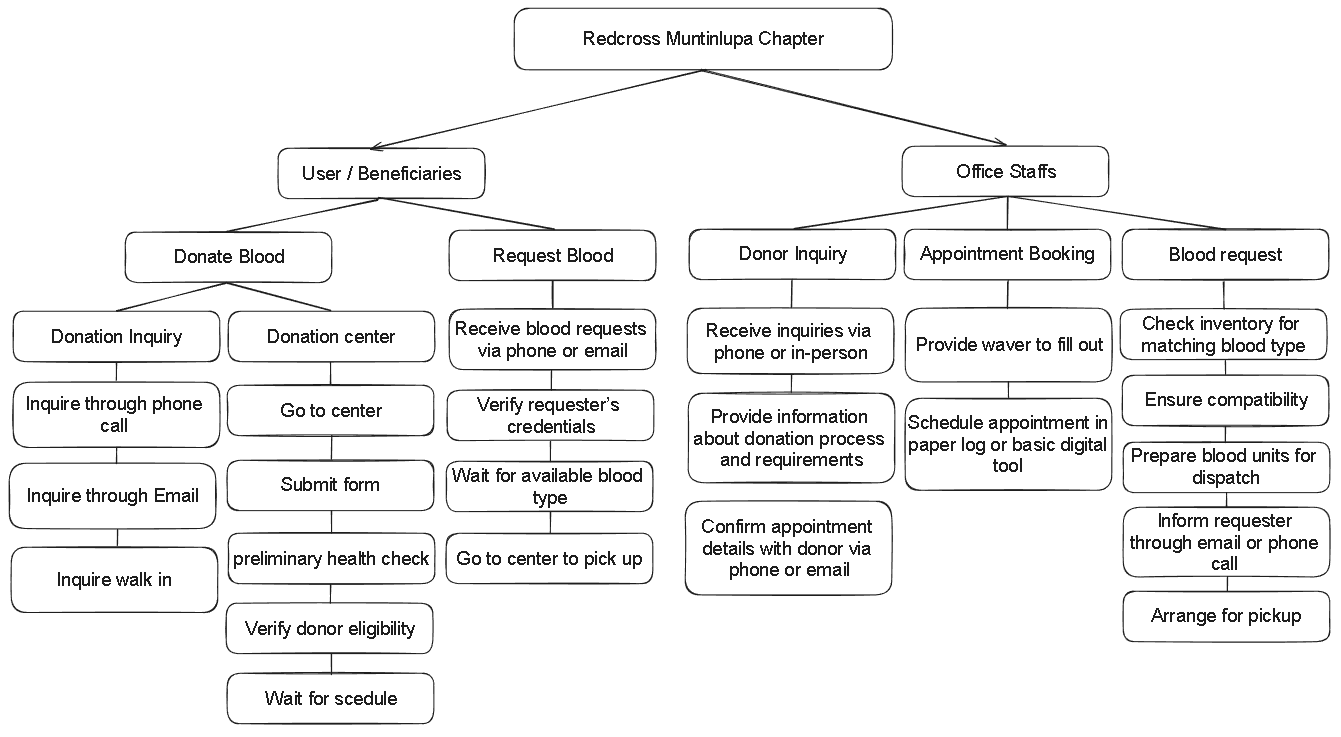 Redcross Muntinlupa Chapter
User / Beneficiaries
Office Staffs
Donate Blood
Request Blood
Donor Inquiry
Appointment Booking
Blood request
Donation Inquiry
Inquire through phone
call
Inquire through Email
Inquire walk in
Donation center
Go to center
Submit form
preliminary health check
Verify donor eligibility
Wait for scedule
Receive blood requests
via phone or email
Verify requester's
credentials
Wait for available blood
type
Go to center to pick up
Receive inquiries via
phone or in-person
Provide information
about donation process
and requirements
Confirm appointment
details with donor via
phone or email
Provide waver to fill out
Schedule appointment in
paper log or basic digital
tool
Check inventory for
matching blood type
Ensure compatibility
Prepare blood units for
dispatch
Inform requester
through email or phone
call
Arrange for pickup